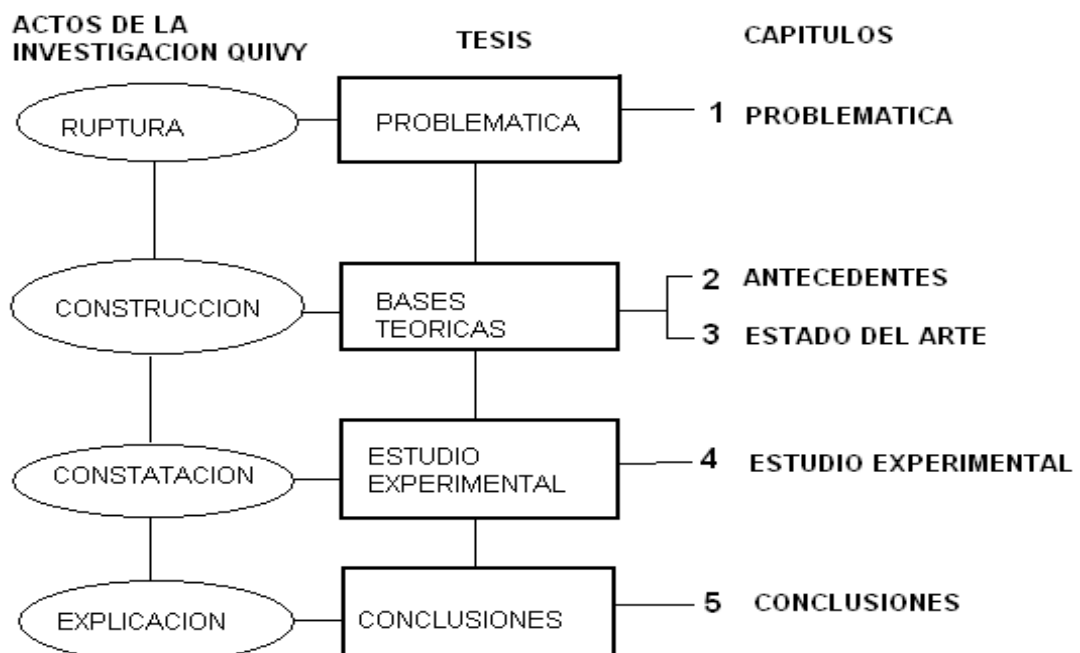 ACTOS DE LA
INVESTIGACION QUIVY
TESIS
CAPITULOS
RUPTURA
PROBLEMATICA
1 PROBLEMATICA
CONSTRUCCION
BASES
TEORICAS
2 ANTECEDENTES
3 ESTADO DEL ARTE
CONSTATACION
ESTUDIO
EXPERIMENTAL
4 ESTUDIO EXPERIMENTAL
EXPLICACION
CONCLUSIONES
5 CONCLUSIONES